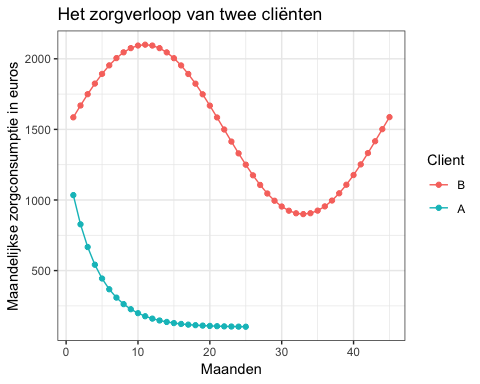 Het zorgverloop van twee cliënten
Maandelijkse zorgconsumptie in euros
2000
1500
1000
500
0 10 20 30 40
Maanden
Client
B
A